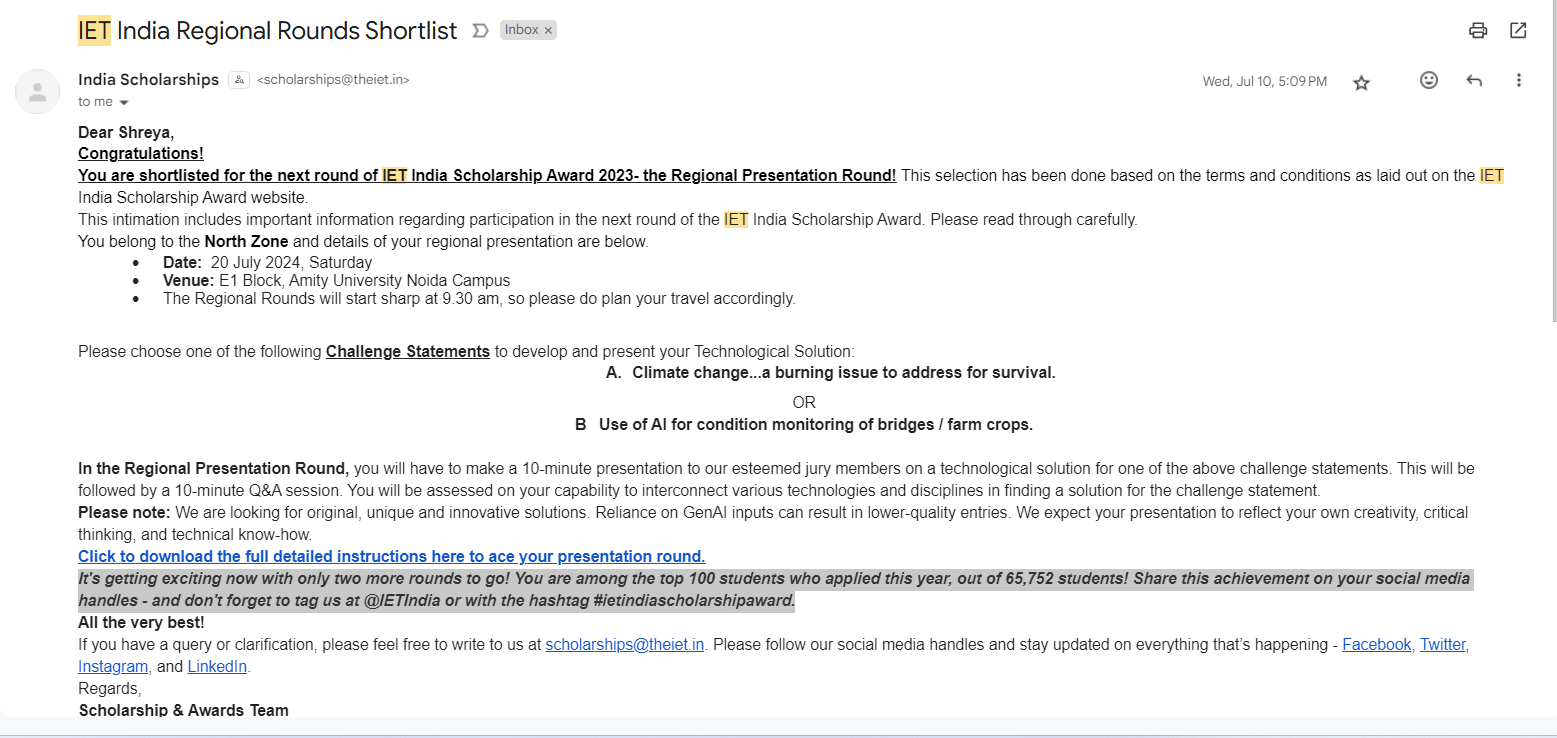 IET India Regional Rounds Shortlist
Inbox ×
India Scholarships <scholarships@theiet.in>
Wed, Jul 10, 5:09 PM
to me
Dear Shreya,
Congratulations!
You are shortlisted for the next round of IET India Scholarship Award 2023- the Regional Presentation Round! This selection has been done based on the terms and conditions as laid out on the IET
India Scholarship Award website.
This intimation includes important information regarding participation in the next round of the IET India Scholarship Award. Please read through carefully.
You belong to the North Zone and details of your regional presentation are below.
• Date: 20 July 2024, Saturday
• Venue: E1 Block, Amity University Noida Campus
• The Regional Rounds will start sharp at 9.30 am, so please do plan your travel accordingly.
Please choose one of the following Challenge Statements to develop and present your Technological Solution:
A. Climate change...a burning issue to address for survival.
OR
B Use of AI for condition monitoring of bridges / farm crops.
In the Regional Presentation Round, you will have to make a 10-minute presentation to our esteemed jury members on a technological solution for one of the above challenge statements. This will be
followed by a 10-minute Q&A session. You will be assessed on your capability to interconnect various technologies and disciplines in finding a solution for the challenge statement.
Please note: We are looking for original, unique and innovative solutions. Reliance on GenAI inputs can result in lower-quality entries. We expect your presentation to reflect your own creativity, critical
thinking, and technical know-how.
Click to download the full detailed instructions here to ace your presentation round.
It's getting exciting now with only two more rounds to go! You are among the top 100 students who applied this year, out of 65,752 students! Share this achievement on your social media
handles - and don't forget to tag us at @IETIndia or with the hashtag #ietindiascholarshipaward.
All the very best!
If you have a query or clarification, please feel free to write to us at scholarships@theiet.in. Please follow our social media handles and stay updated on everything that’s happening - Facebook, Twitter,
Instagram, and LinkedIn.
Regards,
Scholarship & Awards Team